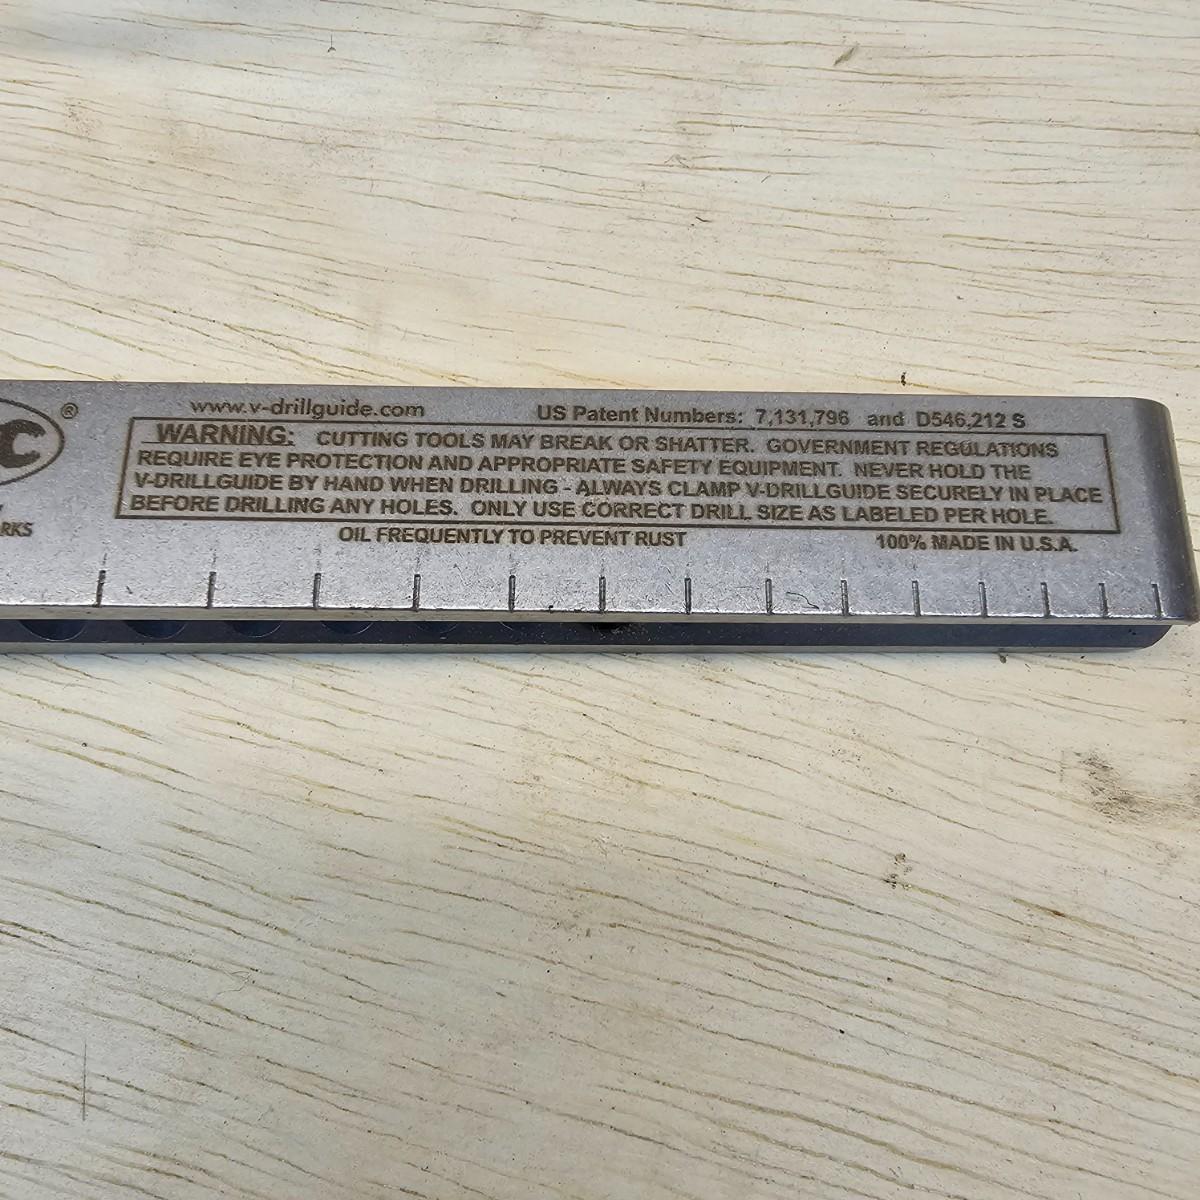 www.v-drillguide.com US Patent Numbers: 7,131,796 and D546,212 S
C ®
WARNING: CUTTING TOOLS MAY BREAK OR SHATTER. GOVERNMENT REGULATIONS
REQUIRE EYE PROTECTION AND APPROPRIATE SAFETY EQUIPMENT. NEVER HOLD THE
V-DRILLGUIDE BY HAND WHEN DRILLING - ALWAYS CLAMP V-DRILLGUIDE SECURELY IN PLACE
BEFORE DRILLING ANY HOLES. ONLY USE CORRECT DRILL SIZE AS LABELED PER HOLE.
RKS
OIL FREQUENTLY TO PREVENT RUST 100% MADE IN U.S.A.